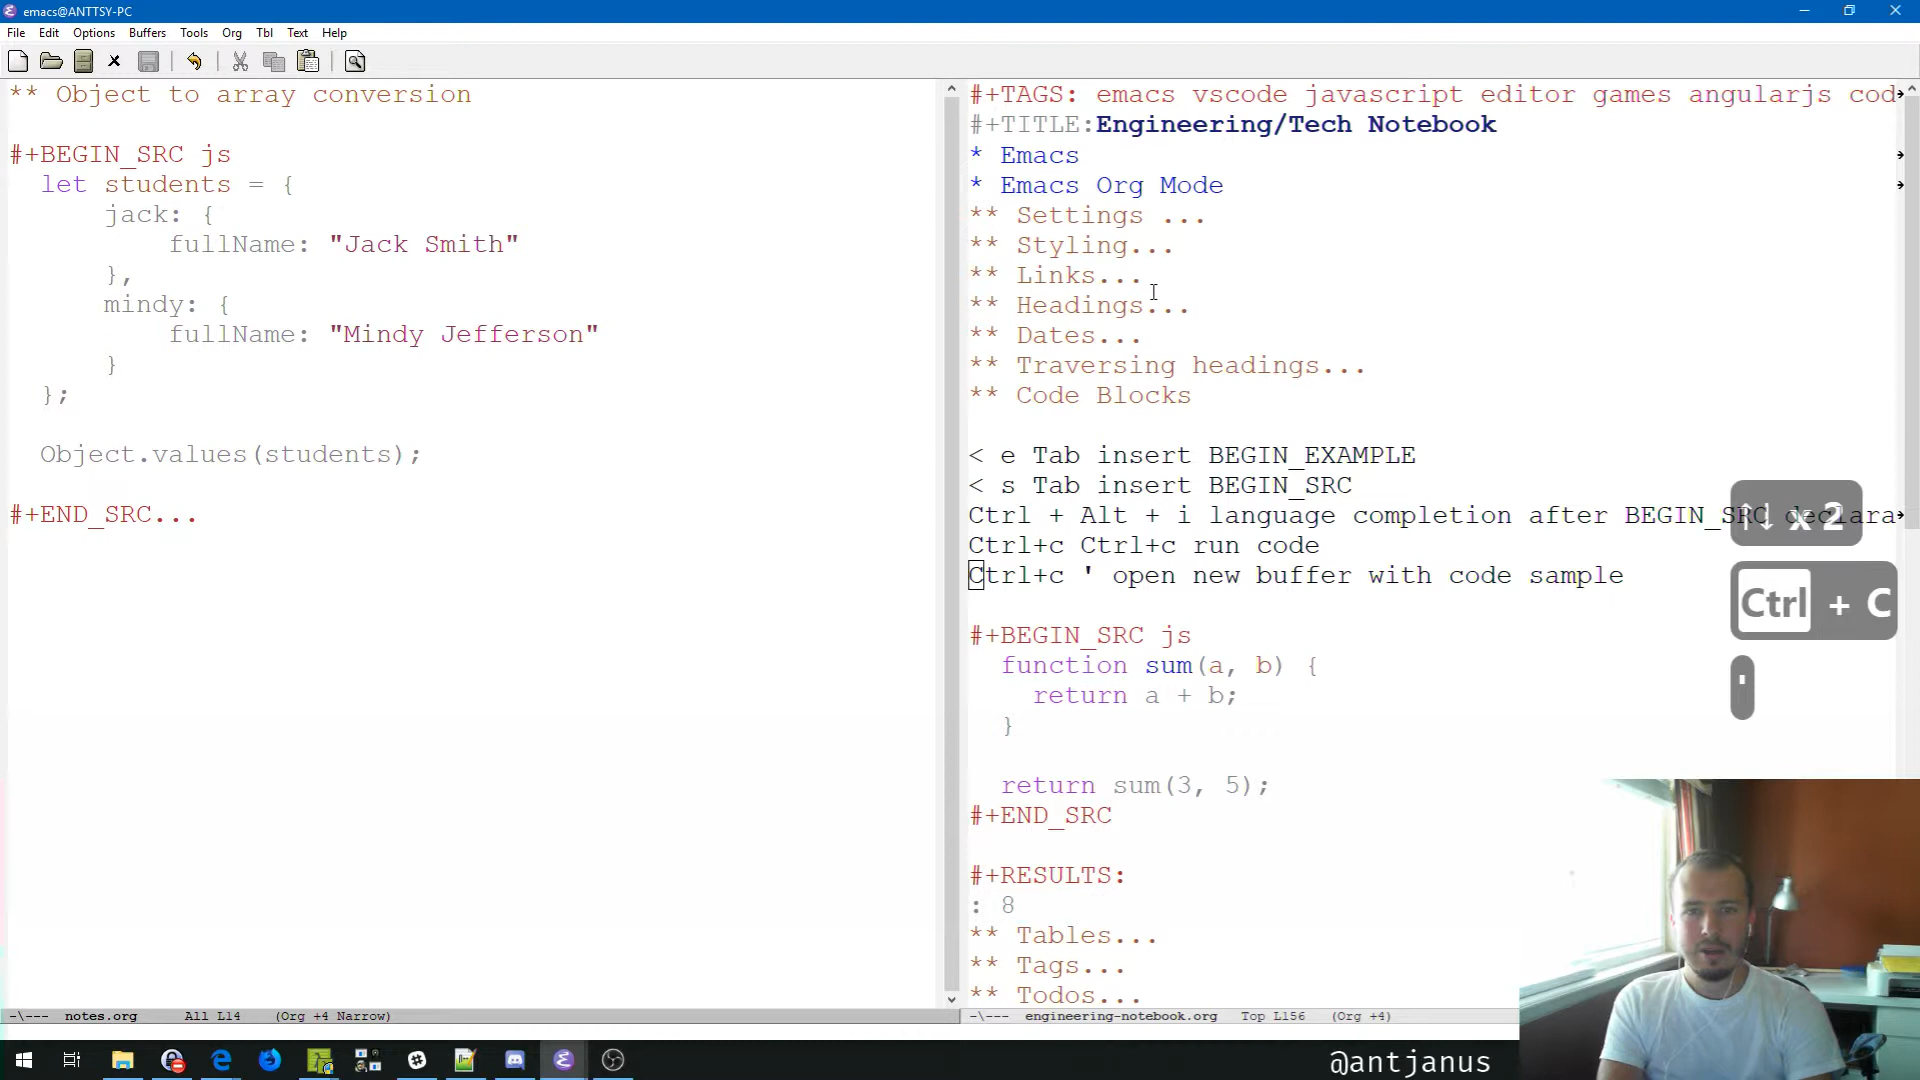 emacs@ANTTSY-PC
File Edit Options Buffers Tools Org Tbl Text Help
** Object to array conversion
#+BEGIN_SRC js
let students = {
jack: {
fullName: "Jack Smith"
},
mindy: {
fullName: "Mindy Jefferson"
}
};
Object.values(students);
#+END_SRC...
-\--- notes.org All L14 (Org +4 Narrow)
#+TAGS: emacs vscode javascript editor games angularjs cod
#+TITLE:Engineering/Tech Notebook
* Emacs
* Emacs Org Mode
** Settings ...
** Styling...
** Links...
** Headings...
** Dates...
** Traversing headings...
** Code Blocks
< e Tab insert BEGIN_EXAMPLE
< s Tab insert BEGIN_SRC
Ctrl + Alt + i language completion after BEGIN_SRC declara
Ctrl+c Ctrl+c run code
Ctrl+c ' open new buffer with code sample
#+BEGIN_SRC js
function sum(a, b) {
return a + b;
}
return sum(3, 5);
#+END_SRC
#+RESULTS:
: 8
** Tables...
** Tags...
** Todos...
-\--- engineering-notebook.org Top L156 (Org +4)
↑↓ x 2
Ctrl + C
'
@antjanus